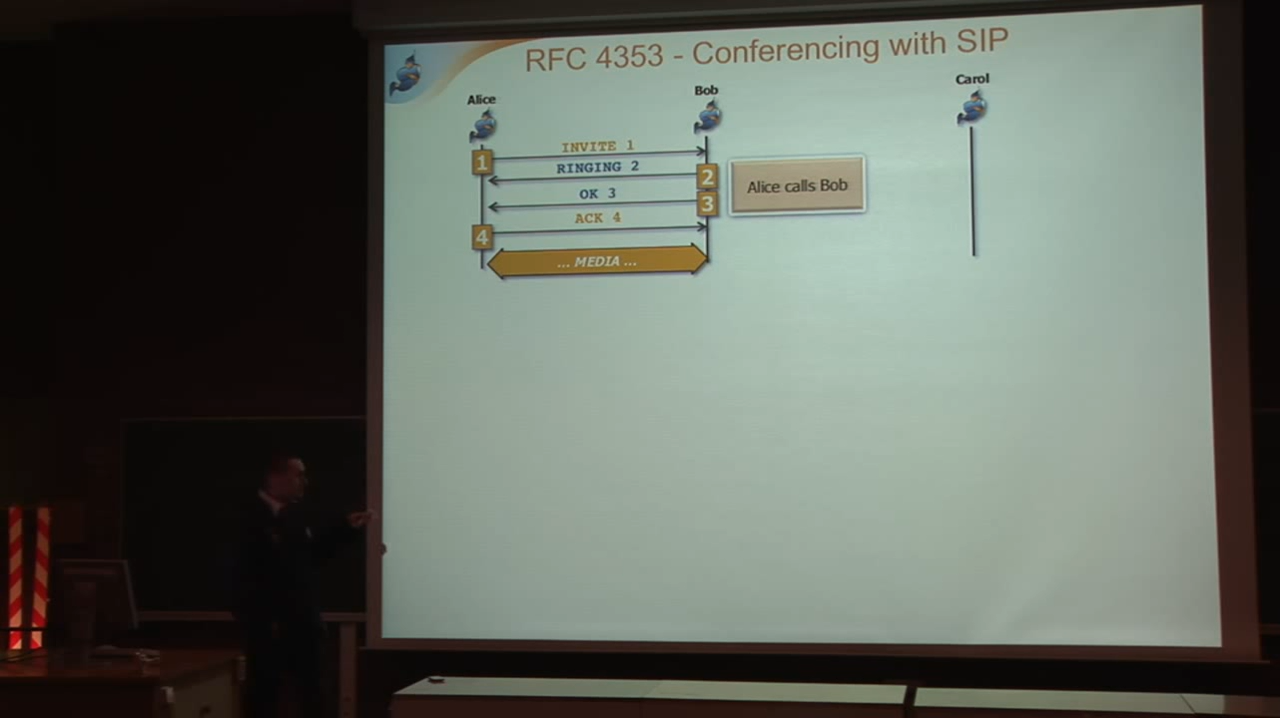 RFC 4353 - Conferencing with SIP
Alice
Bob
Carol
INVITE 1
1
RINGING 2
2
Alice calls Bob
OK 3
3
ACK 4
4
... MEDIA ...